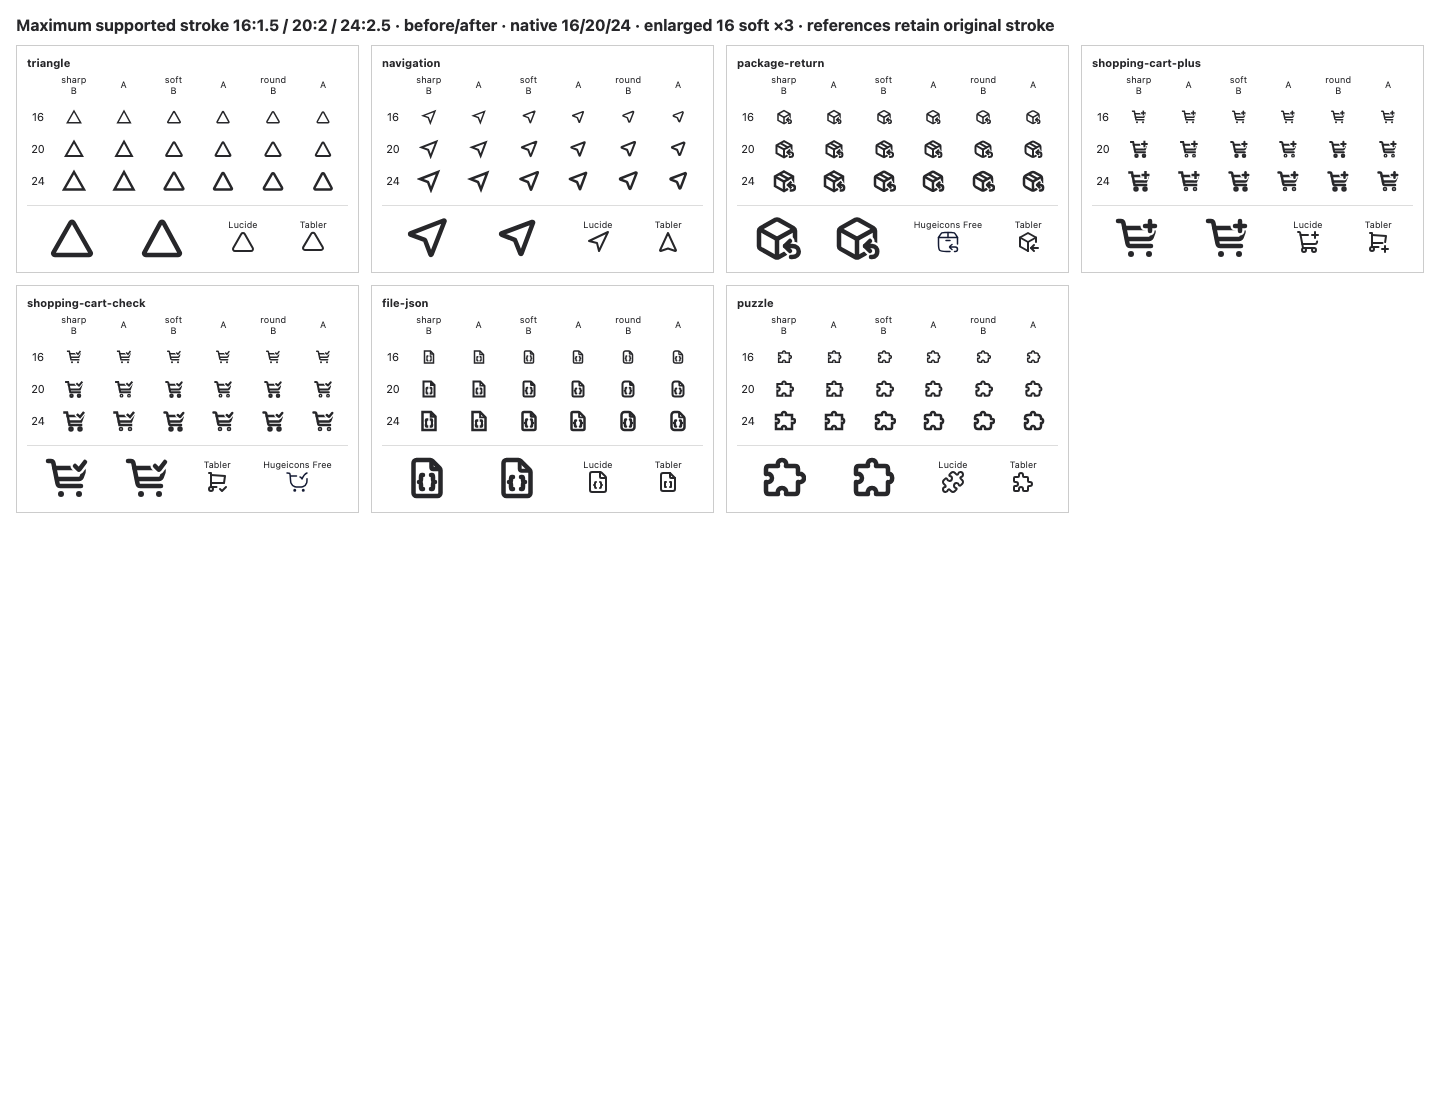 Maximum supported stroke 16:1.5 / 20:2 / 24:2.5 · before/after · native 16/20/24 · enlarged 16 soft ×3 · references retain original stroke
triangle
sharp B A soft B A round B A
16
20
24
Lucide Tabler
navigation
sharp B A soft B A round B A
16
20
24
Lucide Tabler
package-return
sharp B A soft B A round B A
16
20
24
Hugeicons Free Tabler
shopping-cart-plus
sharp B A soft B A round B A
16
20
24
Lucide Tabler
shopping-cart-check
sharp B A soft B A round B A
16
20
24
Tabler Hugeicons Free
file-json
sharp B A soft B A round B A
16
20
24
Lucide Tabler
puzzle
sharp B A soft B A round B A
16
20
24
Lucide Tabler